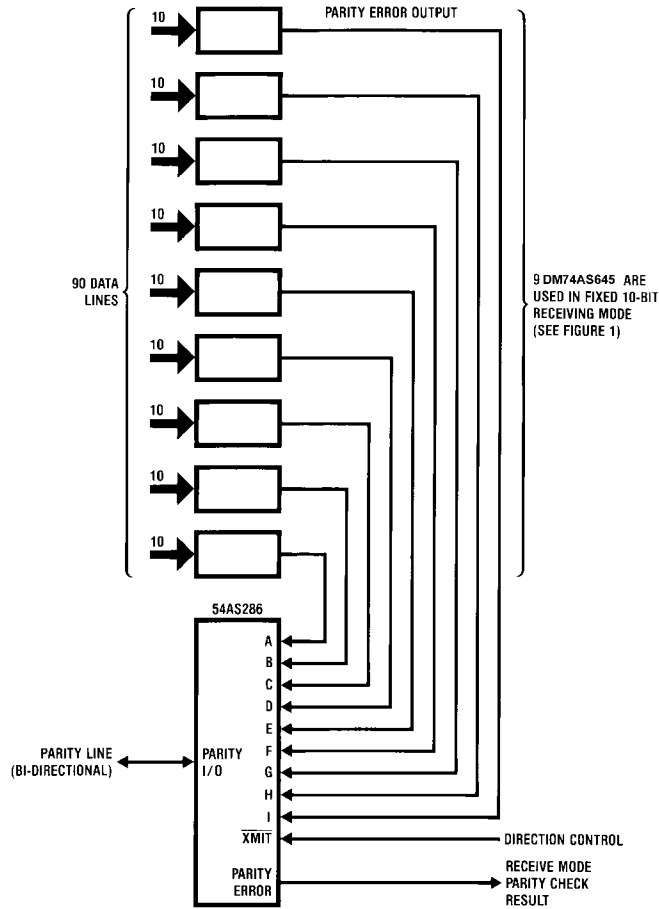 PARITY ERROR OUTPUT
10
10
10
10
10
10
10
10
10
90 DATA
LINES
9 DM74AS645 ARE
USED IN FIXED 10-BIT
RECEIVING MODE
(SEE FIGURE 1)
54AS286
A
B
C
D
E
F
G
H
I
XMIT
PARITY
ERROR
PARITY
I/O
PARITY LINE
(BI-DIRECTIONAL)
DIRECTION CONTROL
RECEIVE MODE
PARITY CHECK
RESULT